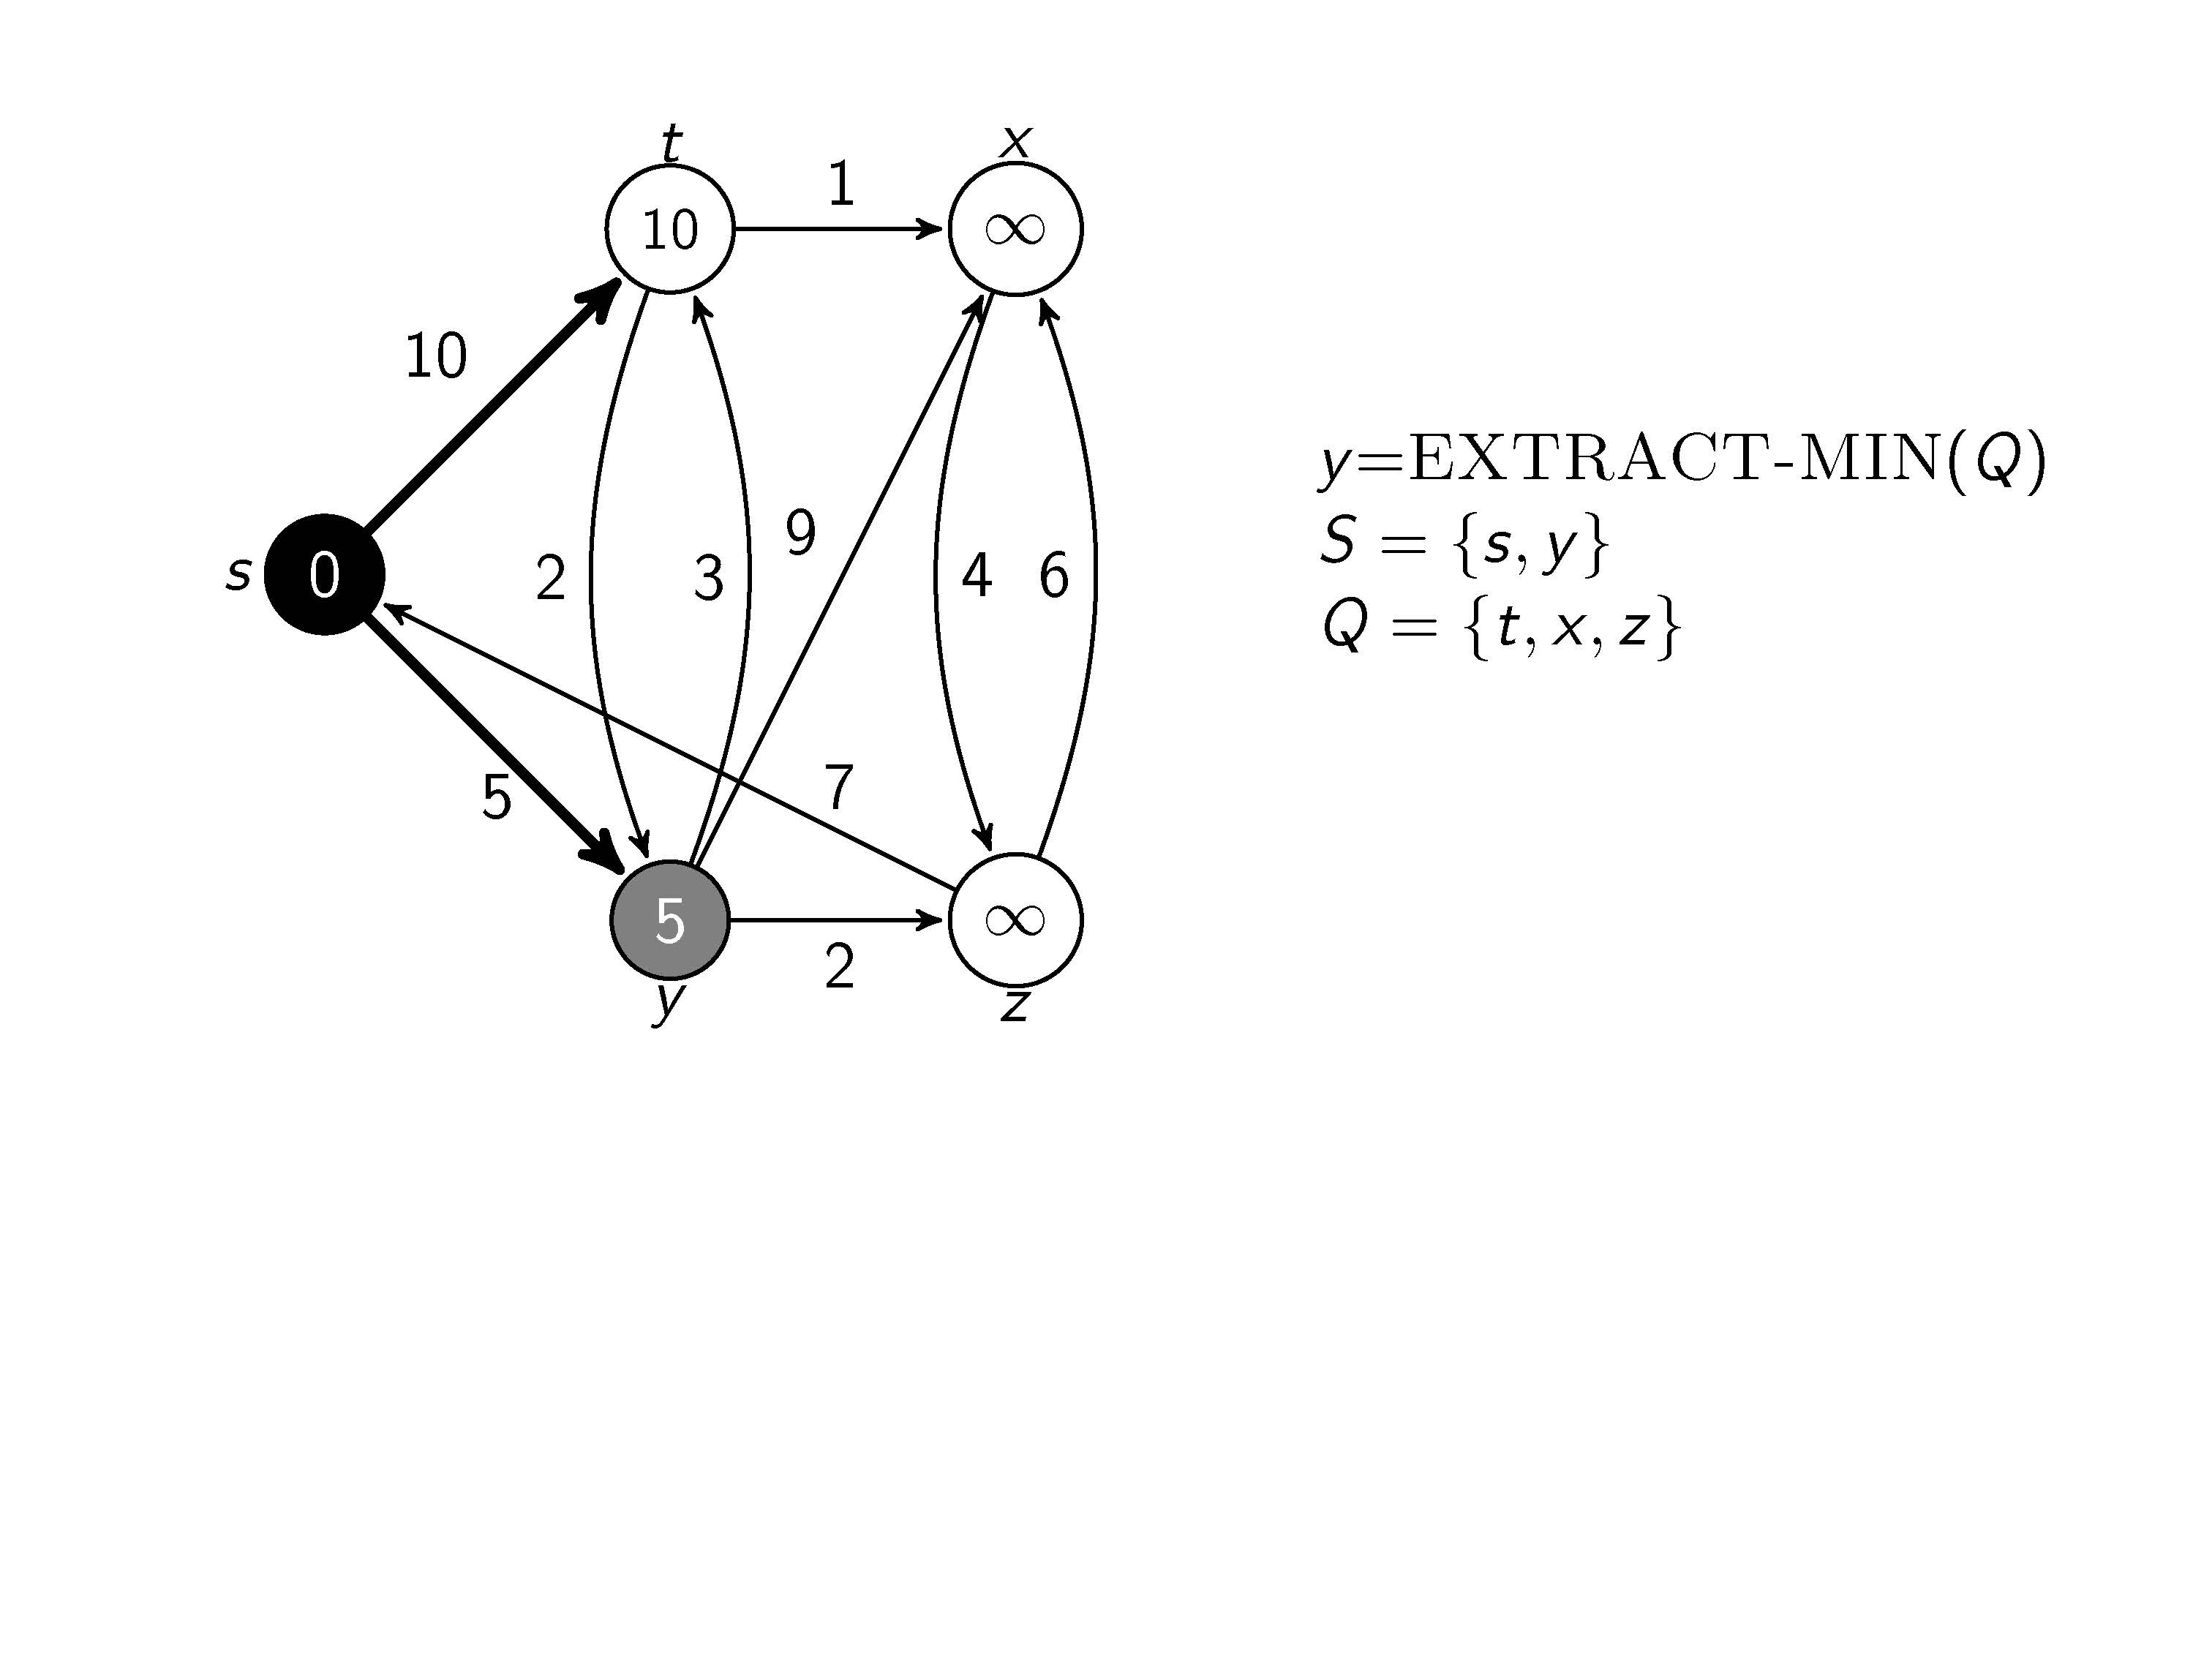 t
x
1
10
∞
10
y=EXTRACT-MIN(Q)
9
S = {s, y}
s
0
2
3
4
6
Q = {t, x, z}
7
5
5
∞
2
y
z